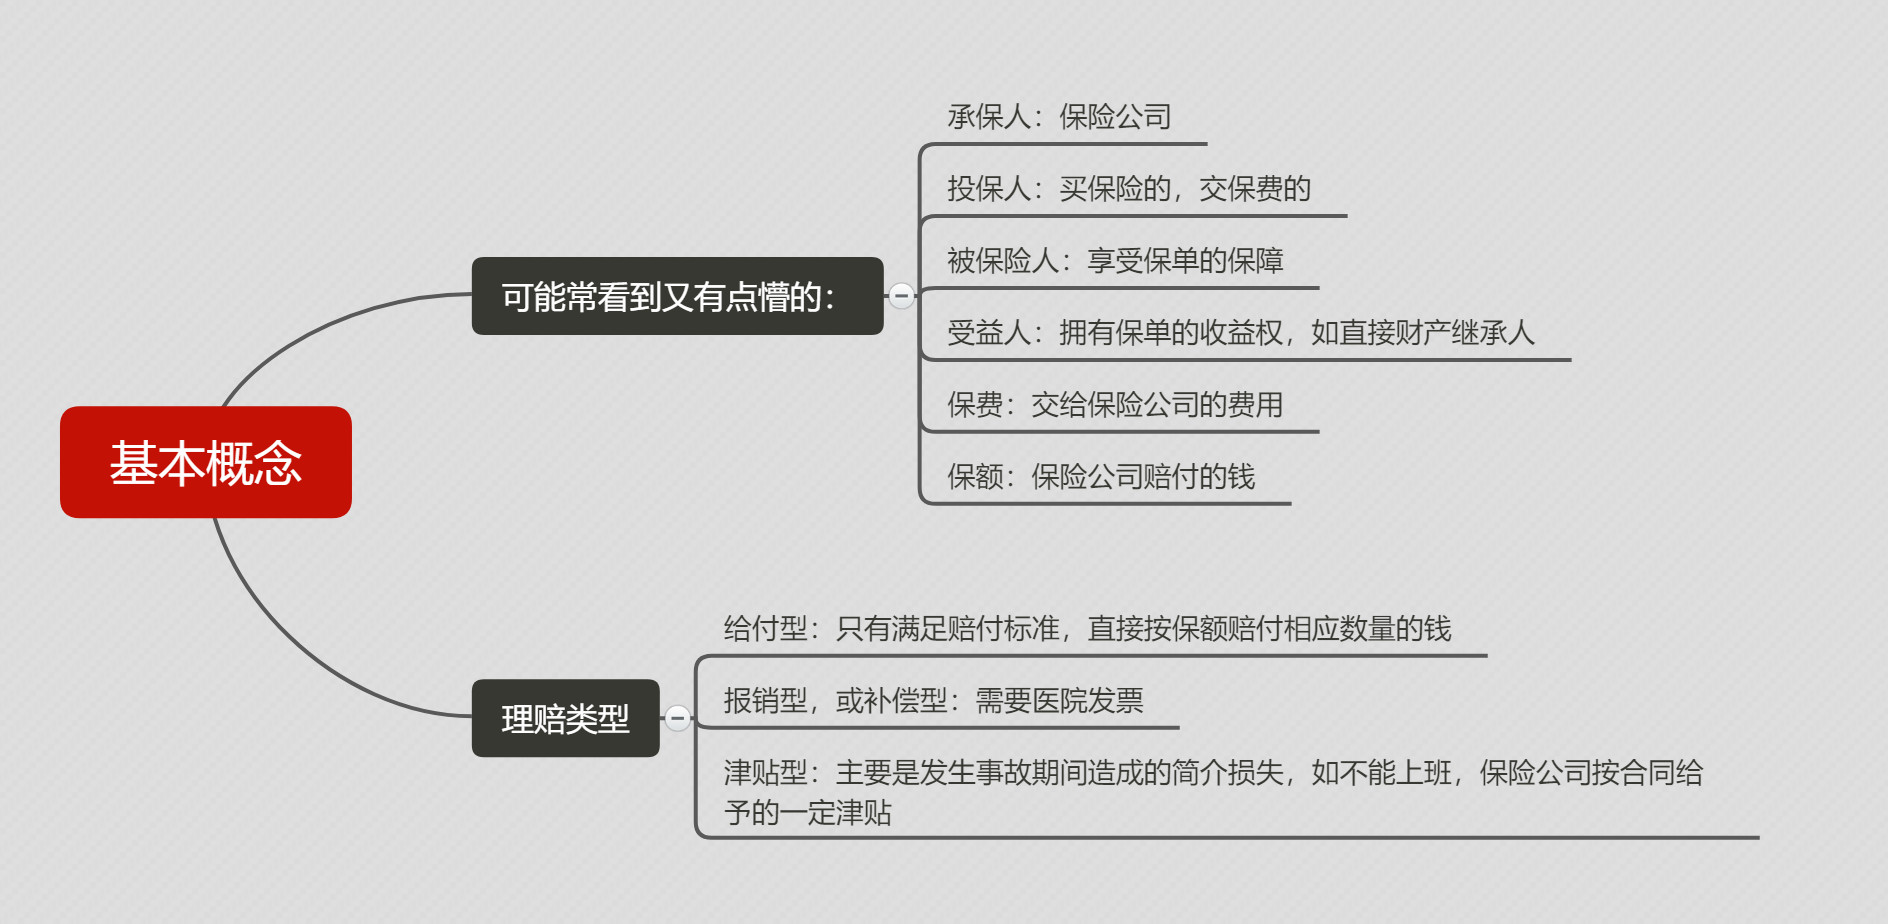 承保人：保险公司
投保人：买保险的，交保费的
被保险人：享受保单的保障
可能常看到又有点懵的：
受益人：拥有保单的收益权，如直接财产继承人
保费：交给保险公司的费用
保额：保险公司赔付的钱
基本概念
给付型：只有满足赔付标准，直接按保额赔付相应数量的钱
报销型，或补偿型：需要医院发票
理赔类型
津贴型：主要是发生事故期间造成的简介损失，如不能上班，保险公司按合同给
予的一定津贴